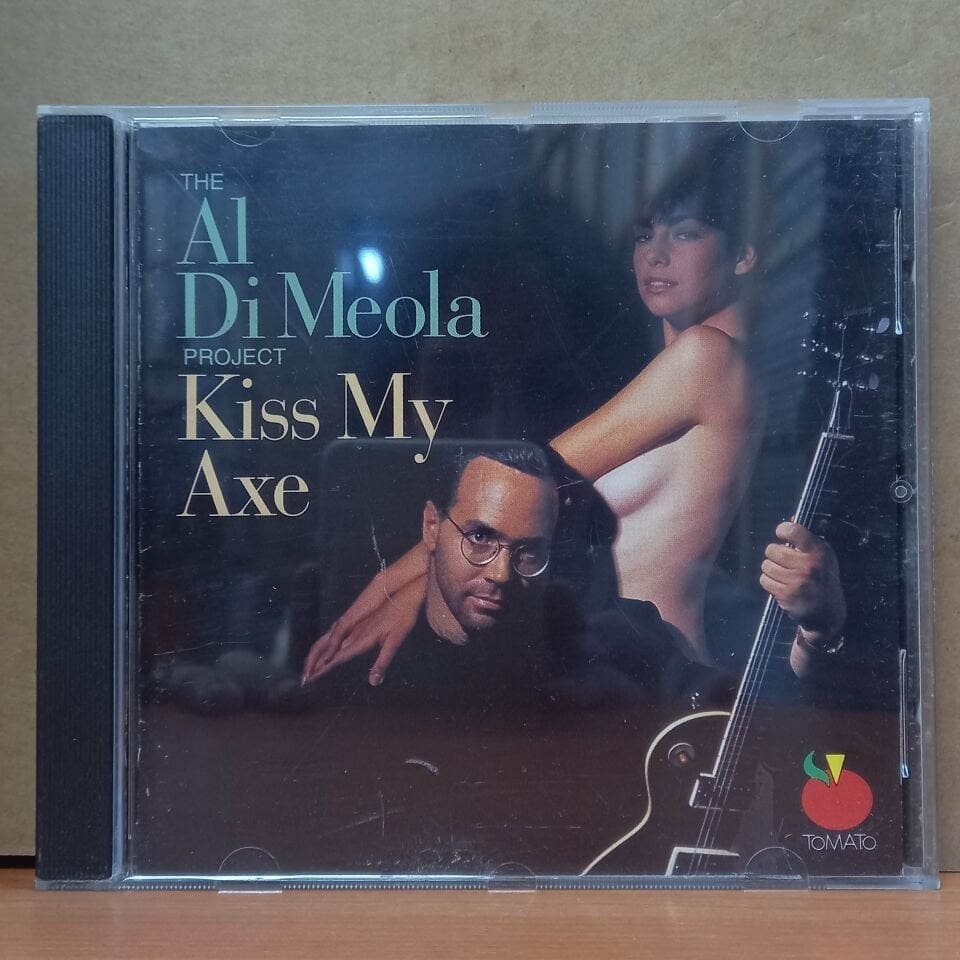 THE
Al
Di Meola
PROJECT
Kiss My
Axe
TOMATO